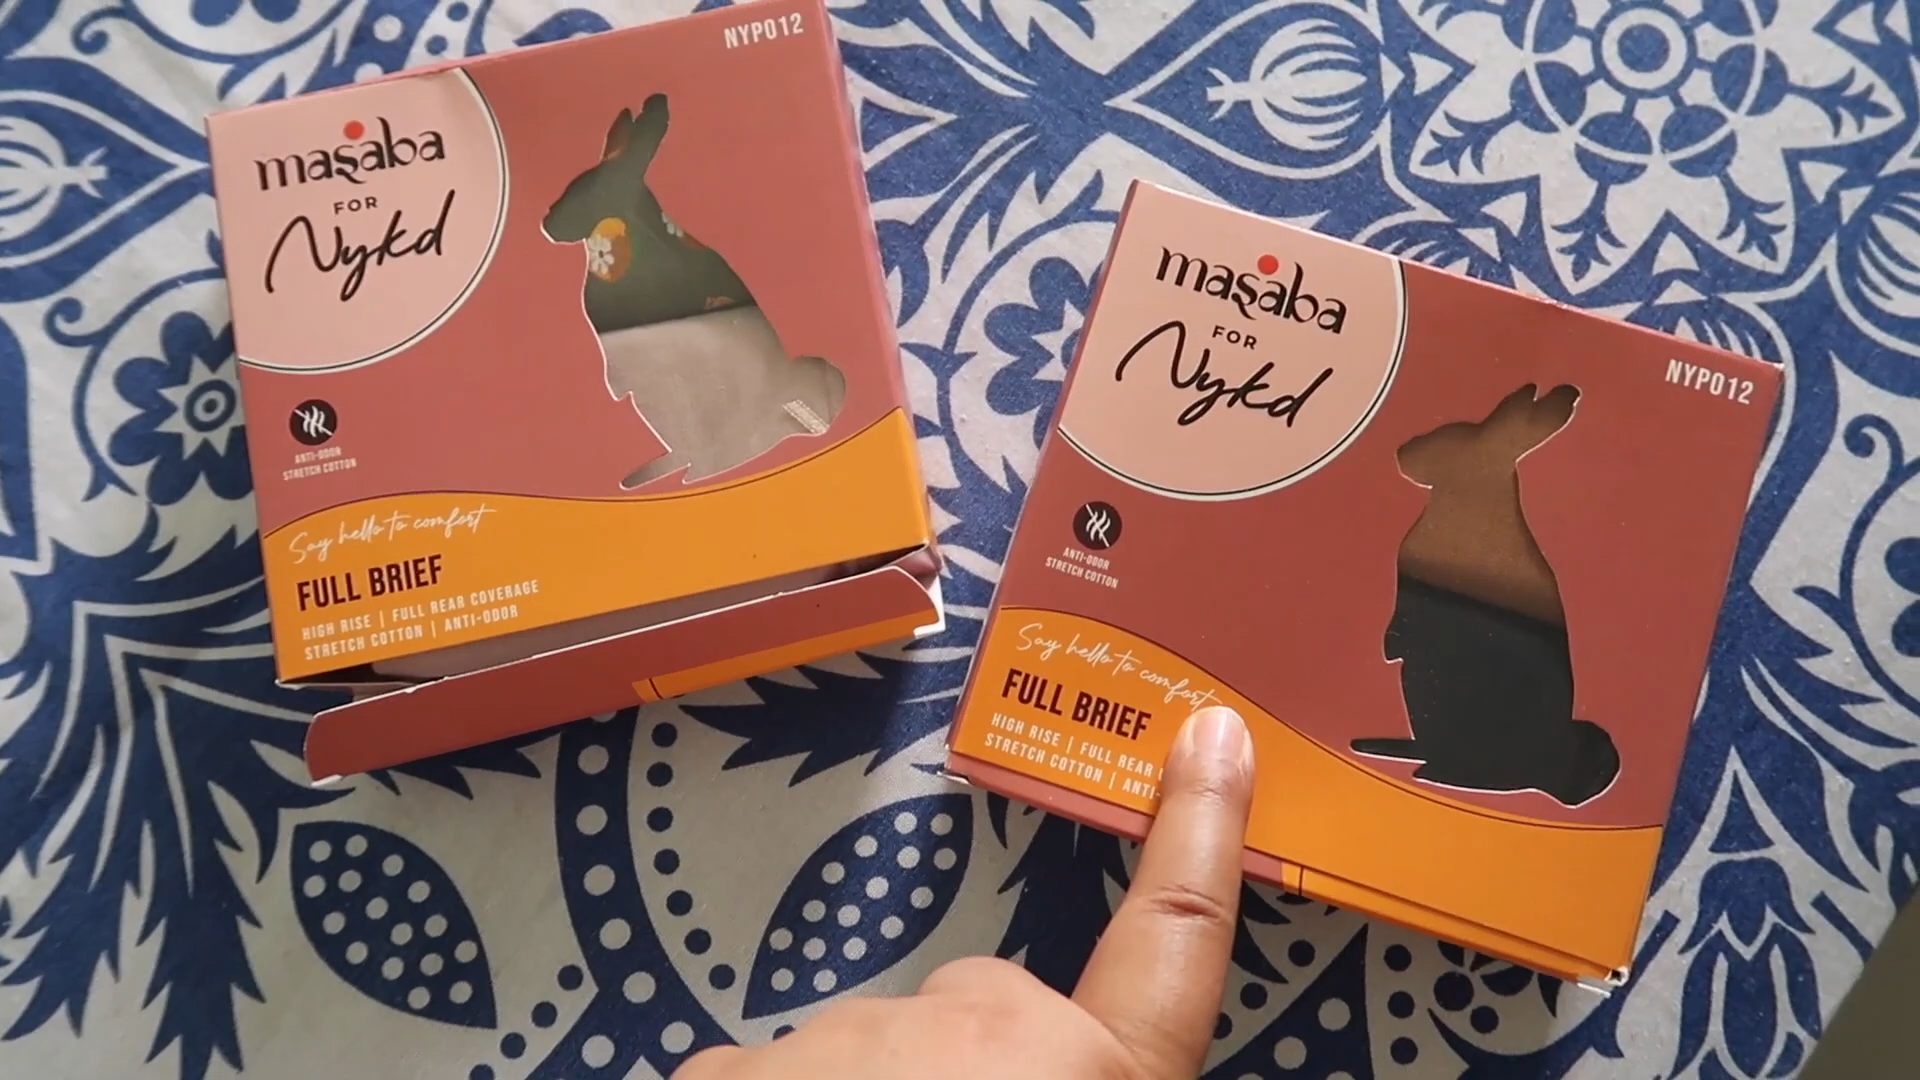 NYP012
masaba
FOR
Nykd
ANTI-ODOR
STRETCH COTTON
Say hello to comfort
FULL BRIEF
HIGH RISE | FULL REAR COVERAGE
STRETCH COTTON | ANTI-ODOR
masaba
FOR
Nykd
NYP012
ANTI-ODOR
STRETCH COTTON
Say hello to comfort
FULL BRIEF
HIGH RISE | FULL REAR
STRETCH COTTON | ANTI-